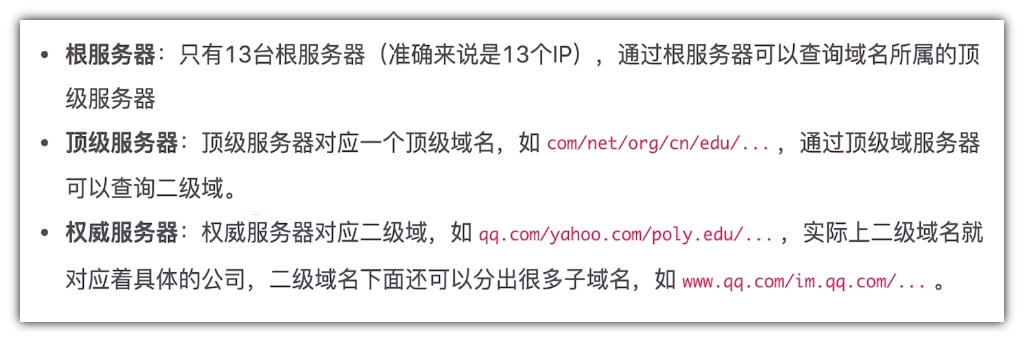 • 根服务器：只有13台根服务器（准确来说是13个IP），通过根服务器可以查询域名所属的顶
级服务器
• 顶级服务器：顶级服务器对应一个顶级域名，如 com/net/org/cn/edu/... ，通过顶级域服务器
可以查询二级域。
• 权威服务器：权威服务器对应二级域，如 qq.com/yahoo.com/poly.edu/... ，实际上二级域名就
对应着具体的公司，二级域名下面还可以分出很多子域名，如 www.qq.com/im.qq.com/... 。